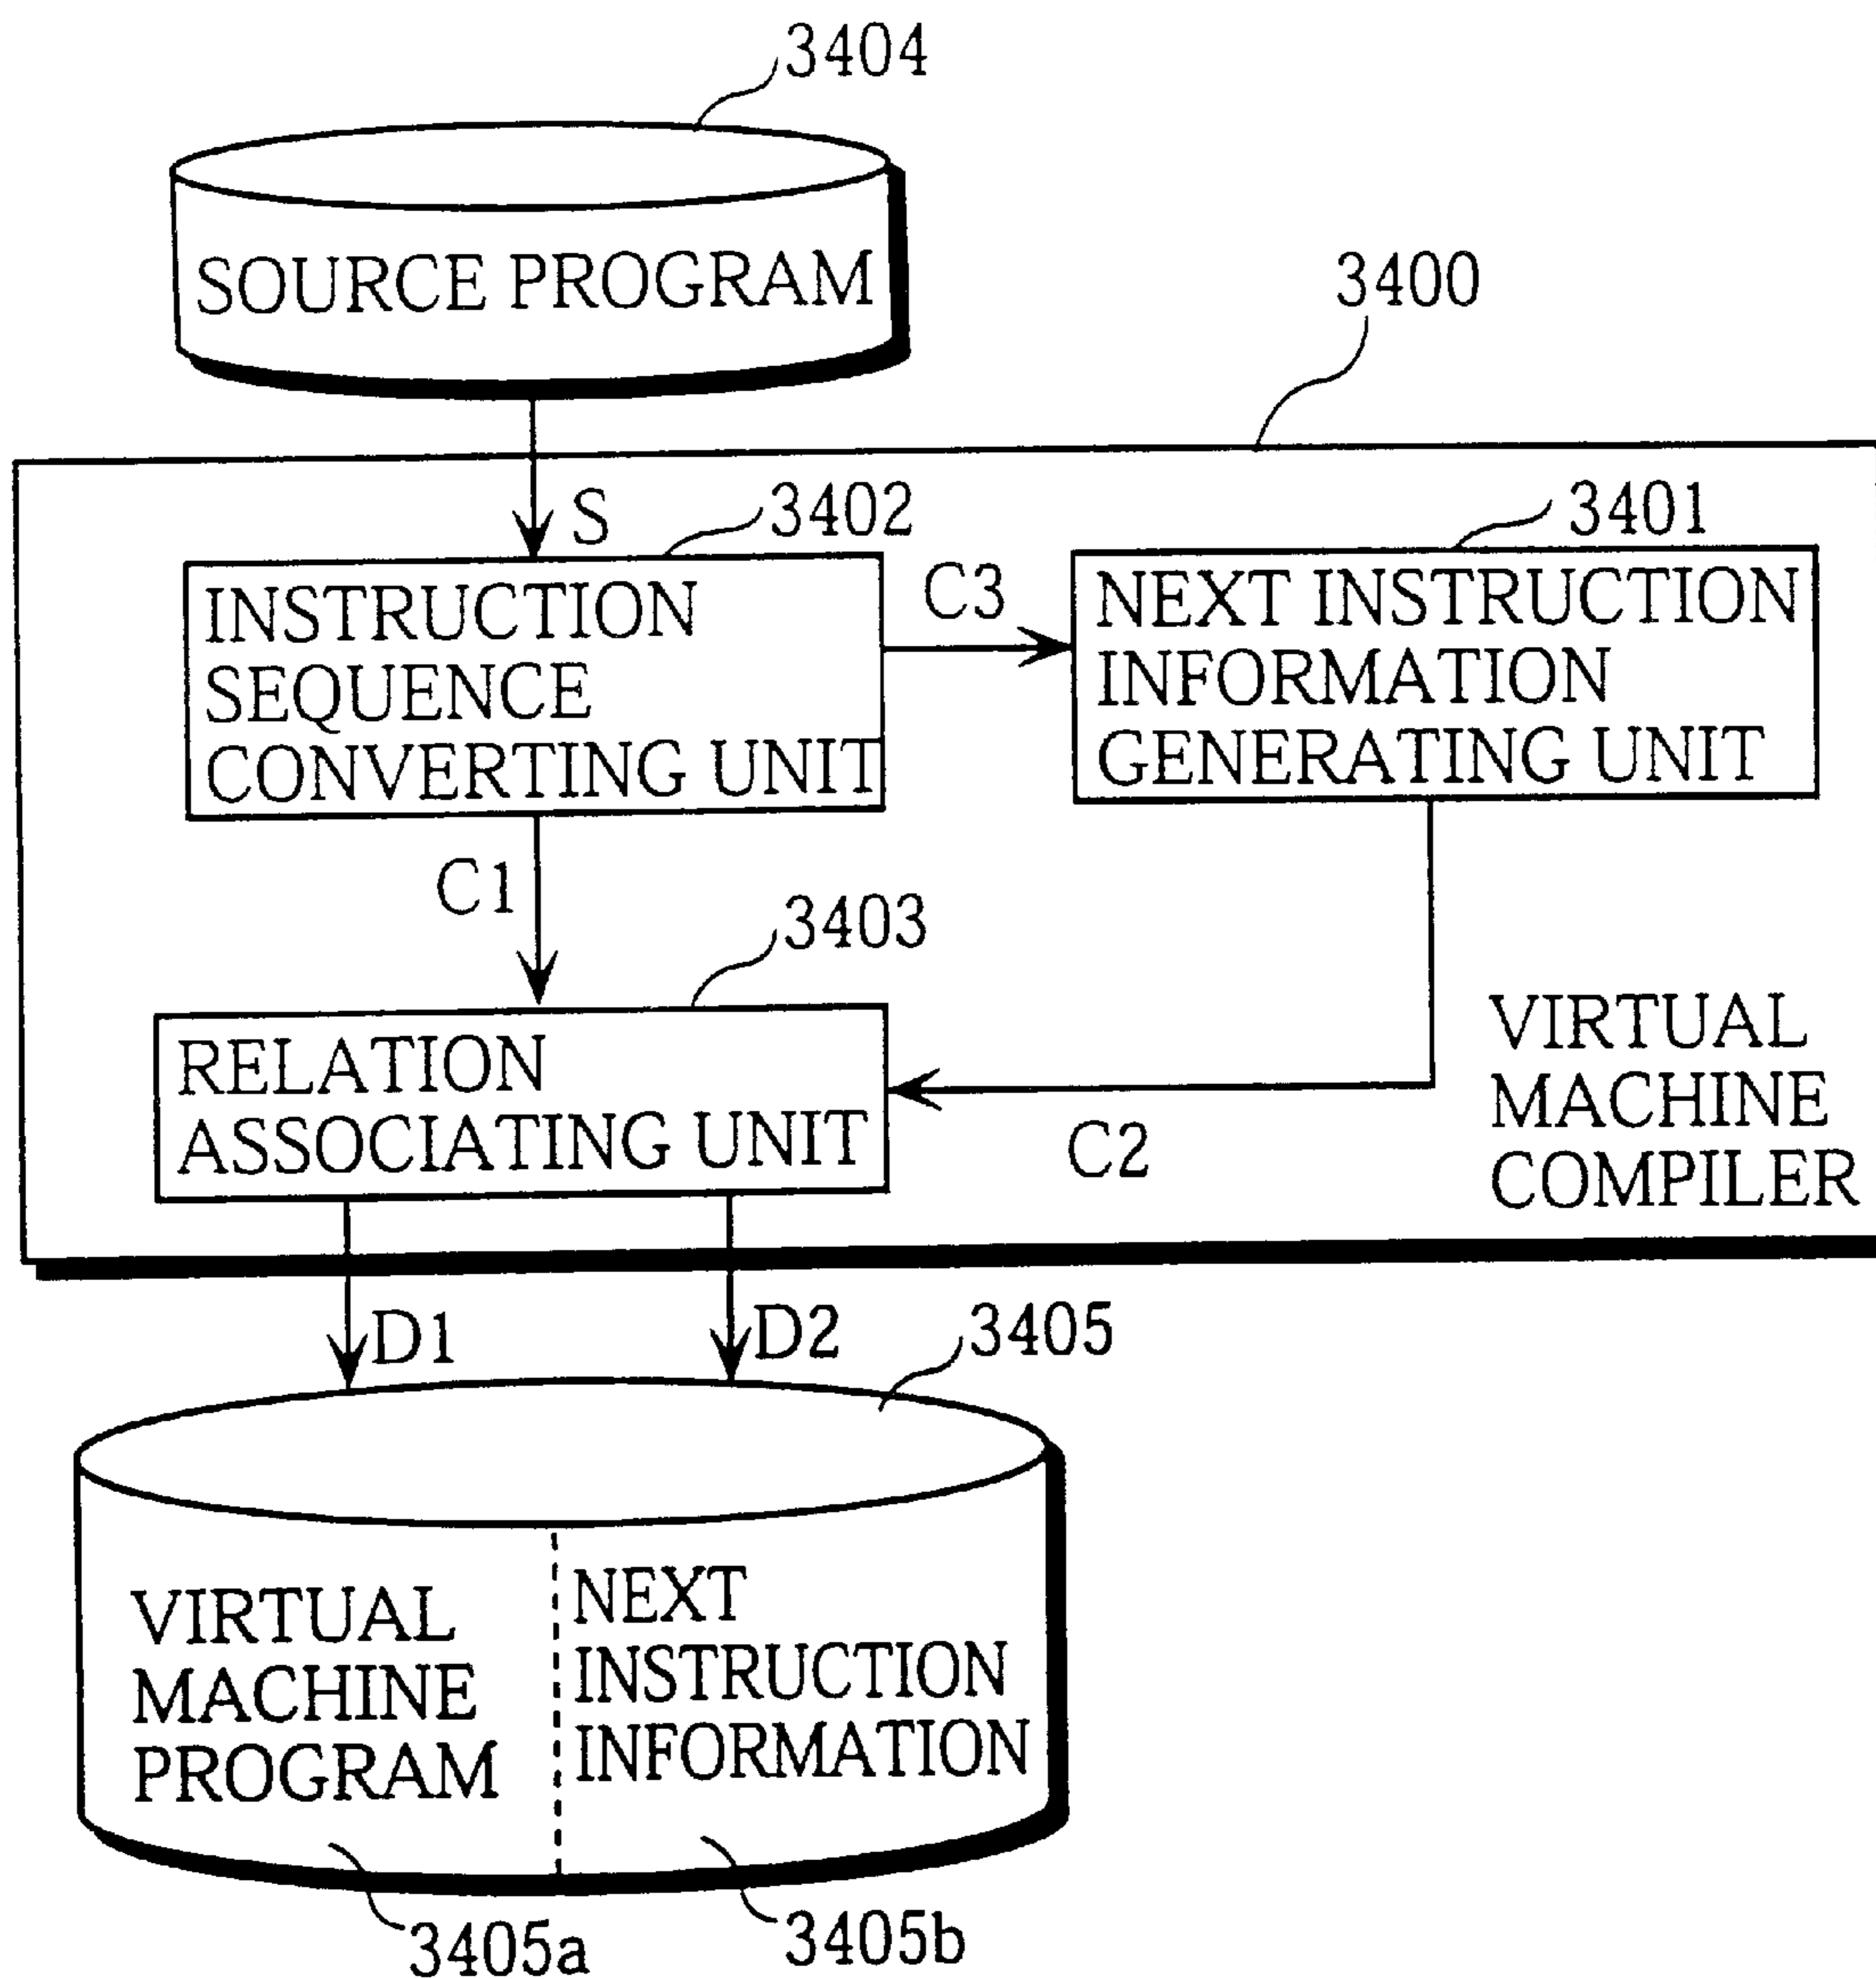 3404
SOURCE PROGRAM
3400
S
3402
3401
INSTRUCTION
SEQUENCE
CONVERTING UNIT
C3
NEXT INSTRUCTION
INFORMATION
GENERATING UNIT
C1
3403
RELATION
ASSOCIATING UNIT
C2
VIRTUAL
MACHINE
COMPILER
D1
D2
3405
VIRTUAL
MACHINE
PROGRAM
NEXT
INSTRUCTION
INFORMATION
3405a
3405b